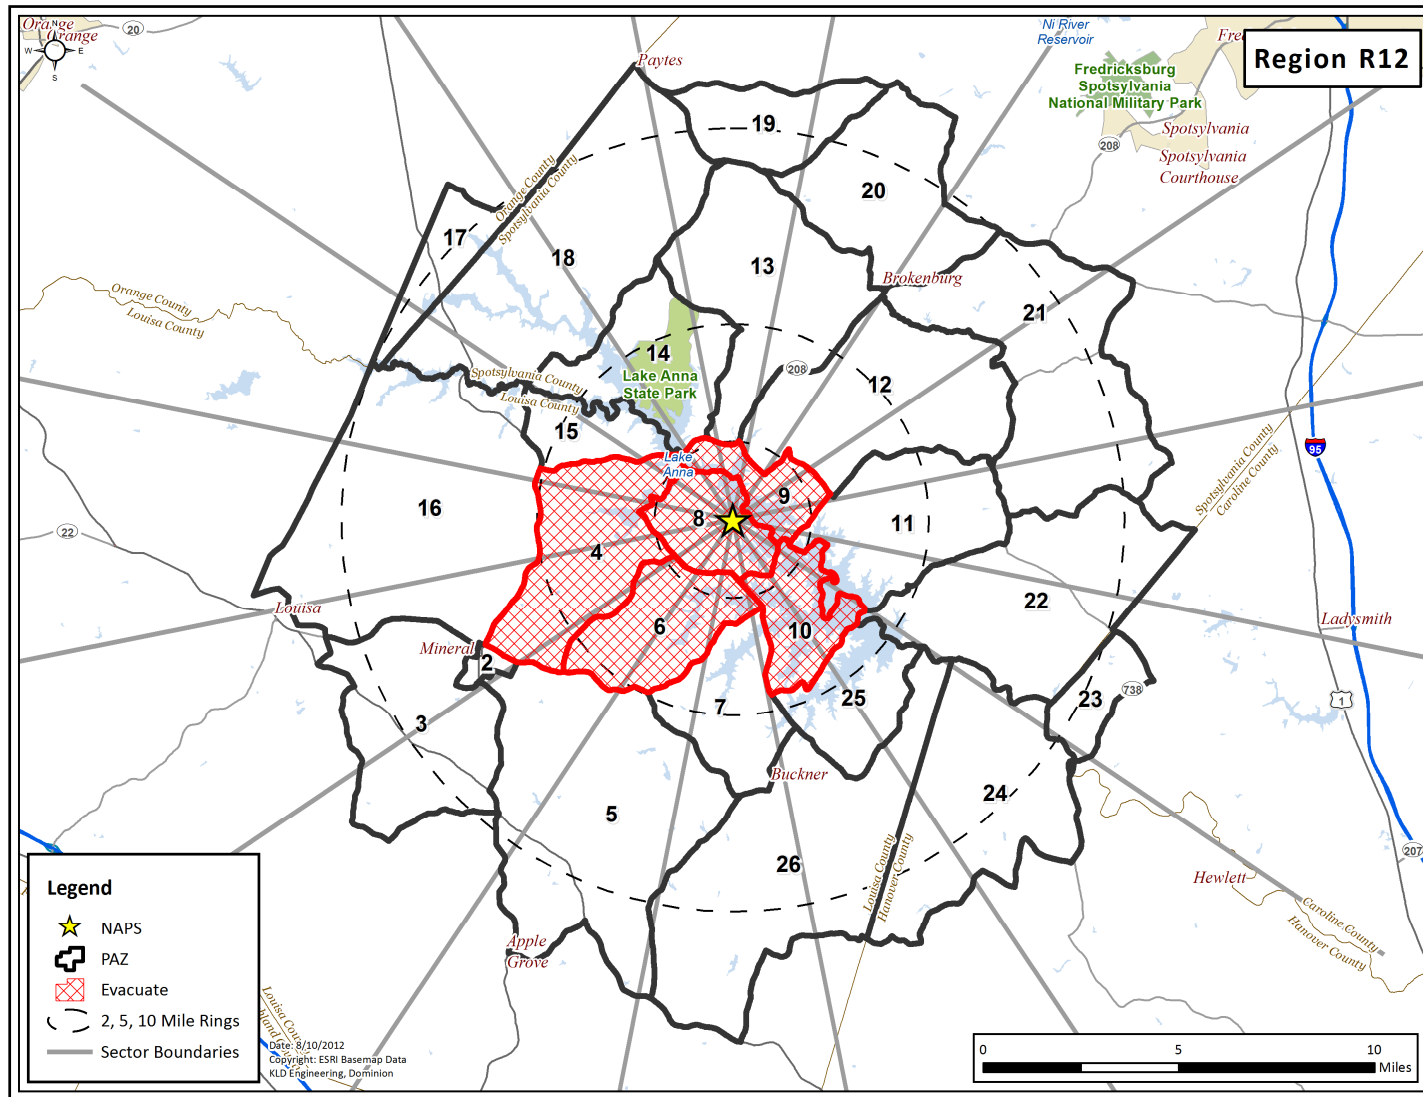 Orange
Orange
N
W
E
S
20
Ni River
Reservoir
Region R12
Paytes
Fredricksburg
Spotsylvania
National Military Park
208
Spotsylvania
Spotsylvania
Courthouse
19
20
Orange County
Spotsylvania County
17
18
13
Brokenburg
Orange County
Louisa County
21
14
Lake Anna
State Park
208
12
Spotsylvania County
Louisa County
15
Lake
Anna
95
Spotsylvania County
Caroline County
16
9
8
11
22
4
Louisa
22
Ladysmith
Mineral
2
6
10
738
23
1
3
7
25
Buckner
24
5
26
207
Louisa County
Hanover County
Hewlett
Caroline County
Hanover County
Apple
Grove
Legend
NAPS
PAZ
Evacuate
2, 5, 10 Mile Rings
Sector Boundaries
Louisa County
Date: 8/10/2012
Copyright: ESRI Basemap Data
KLD Engineering, Dominion
0
5
10
Miles